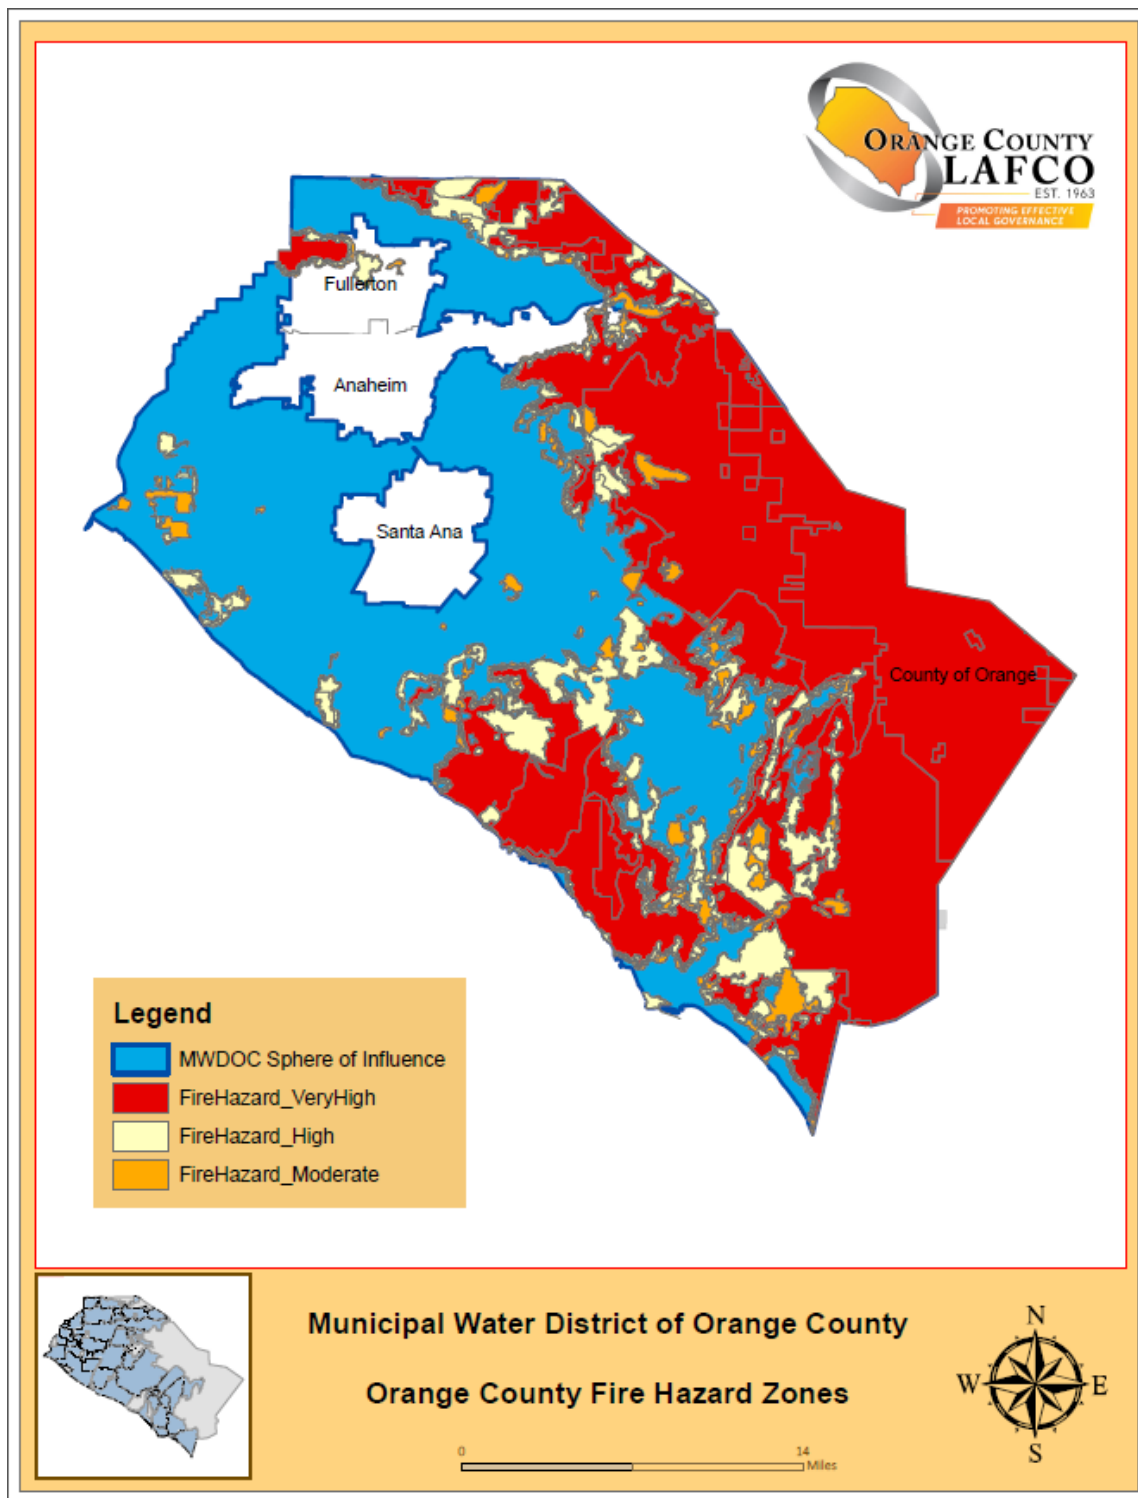 ORANGE COUNTY
LAFCO
EST. 1963
PROMOTING EFFECTIVE
LOCAL GOVERNANCE
Fullerton
Anaheim
Santa Ana
County of Orange
Legend
MWDOC Sphere of Influence
FireHazard_VeryHigh
FireHazard_High
FireHazard_Moderate
Municipal Water District of Orange County
Orange County Fire Hazard Zones
0 14
Miles
N
W E
S